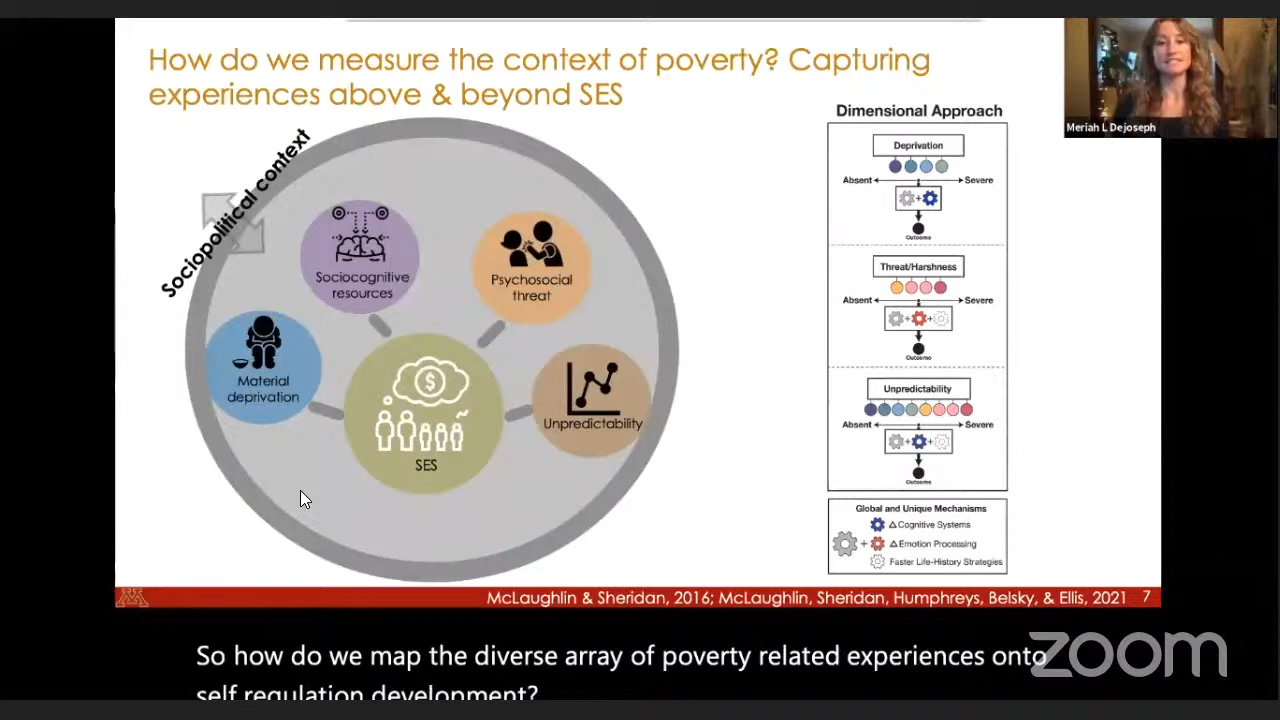 How do we measure the context of poverty? Capturing
experiences above & beyond SES
Meriah L Dejoseph
Sociopolitical context
Sociocognitive
resources
Psychosocial
threat
Material
deprivation
Unpredictability
$
SES
Dimensional Approach
Deprivation
Absent
Severe
+
Outcome
Threat/Harshness
Absent
Severe
+ +
Outcome
Unpredictability
Absent
Severe
+ +
Outcome
Global and Unique Mechanisms
Δ Cognitive Systems
+ Δ Emotion Processing
Faster Life-History Strategies
M
McLaughlin & Sheridan, 2016; McLaughlin, Sheridan, Humphreys, Belsky, & Ellis, 2021 7
So how do we map the diverse array of poverty related experiences onto
self regulation development?
zoom